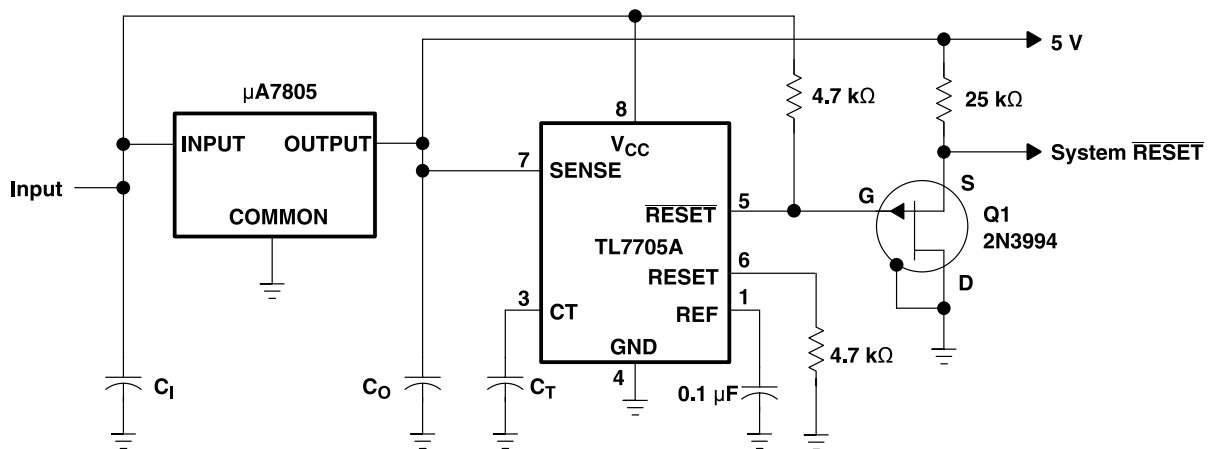 5 V
µA7805
4.7 kΩ
25 kΩ
8
INPUT
OUTPUT
VCC
7
SENSE
System RESET
Input
COMMON
RESET
5
G
S
Q1
2N3994
TL7705A
6
RESET
D
3
CT
1
REF
GND
4
4.7 kΩ
CI
CO
CT
0.1 µF